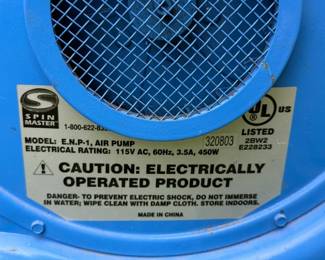 S
SPIN
MASTER™
1-800-622-83
MODEL: E.N.P-1, AIR PUMP
320803
ELECTRICAL RATING: 115V AC, 60Hz, 3.5A, 450W
UL US
LISTED
2BW2
E228233
CAUTION: ELECTRICALLY
OPERATED PRODUCT
DANGER- TO PREVENT ELECTRIC SHOCK, DO NOT IMMERSE
IN WATER; WIPE CLEAN WITH DAMP CLOTH. STORE INDOORS.
MADE IN CHINA